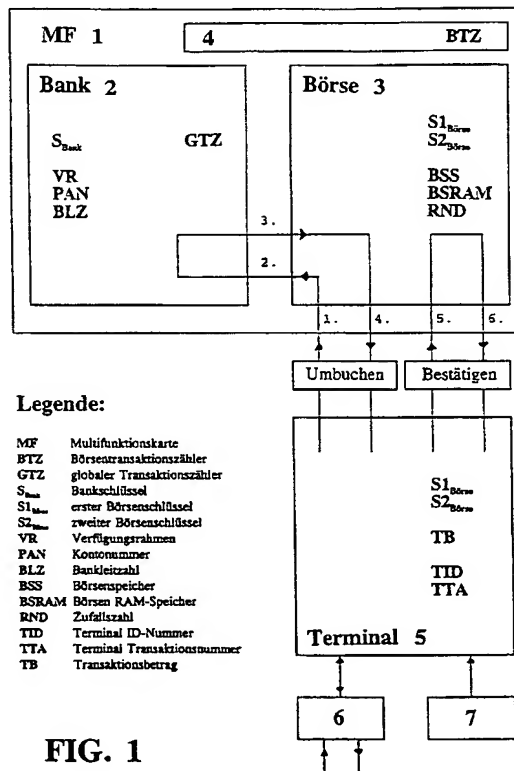 MF 1
4 BTZ
Bank 2
Börse 3
S_Bank GTZ
S1_Börse
S2_Börse
VR
PAN
BLZ
BSS
BSRAM
RND
3.
2.
1. 4. 5. 6.
Umbuchen Bestätigen
Legende:
MF Multifunktionskarte
BTZ Börsentransaktionszähler
GTZ globaler Transaktionszähler
S_Bank Bankschlüssel
S1_Börse erster Börsenschlüssel
S2_Börse zweiter Börsenschlüssel
VR Verfügungsrahmen
PAN Kontonummer
BLZ Bankleitzahl
BSS Börsenspeicher
BSRAM Börsen RAM-Speicher
RND Zufallszahl
TID Terminal ID-Nummer
TTA Terminal Transaktionsnummer
TB Transaktionsbetrag
S1_Börse
S2_Börse
TB
TID
TTA
Terminal 5
6 7
FIG. 1